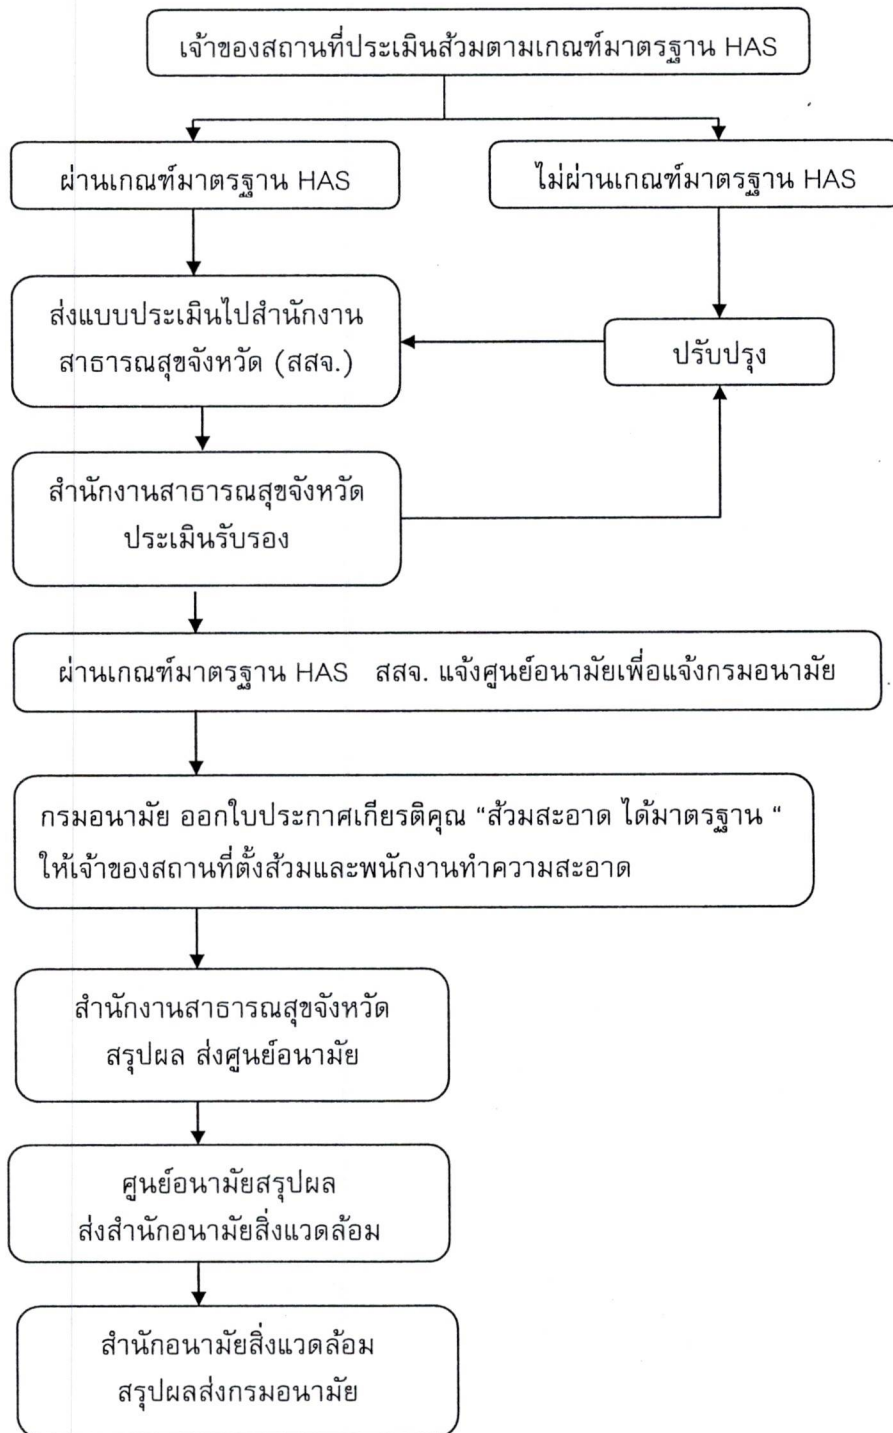 เจ้าของสถานที่ประเมินส้วมตามเกณฑ์มาตรฐาน HAS
ผ่านเกณฑ์มาตรฐาน HAS
ไม่ผ่านเกณฑ์มาตรฐาน HAS
ส่งแบบประเมินไปสำนักงาน
สาธารณสุขจังหวัด (สสจ.)
ปรับปรุง
สำนักงานสาธารณสุขจังหวัด
ประเมินรับรอง
ผ่านเกณฑ์มาตรฐาน HAS สสจ. แจ้งศูนย์อนามัยเพื่อแจ้งกรมอนามัย
กรมอนามัย ออกใบประกาศเกียรติคุณ “ส้วมสะอาด ได้มาตรฐาน “
ให้เจ้าของสถานที่ตั้งส้วมและพนักงานทำความสะอาด
สำนักงานสาธารณสุขจังหวัด
สรุปผล ส่งศูนย์อนามัย
ศูนย์อนามัยสรุปผล
ส่งสำนักอนามัยสิ่งแวดล้อม
สำนักอนามัยสิ่งแวดล้อม
สรุปผลส่งกรมอนามัย